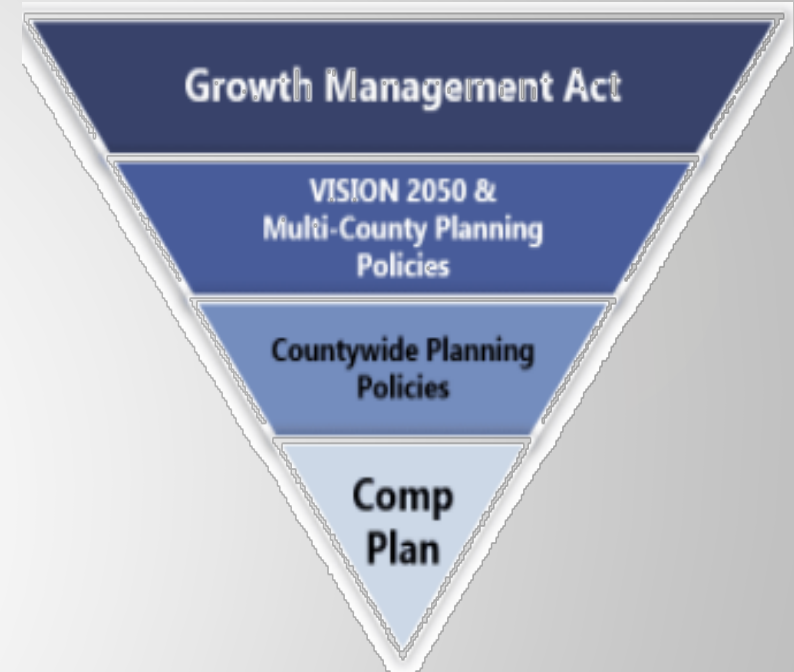 Growth Management Act
VISION 2050 &
Multi-County Planning
Policies
Countywide Planning
Policies
Comp
Plan